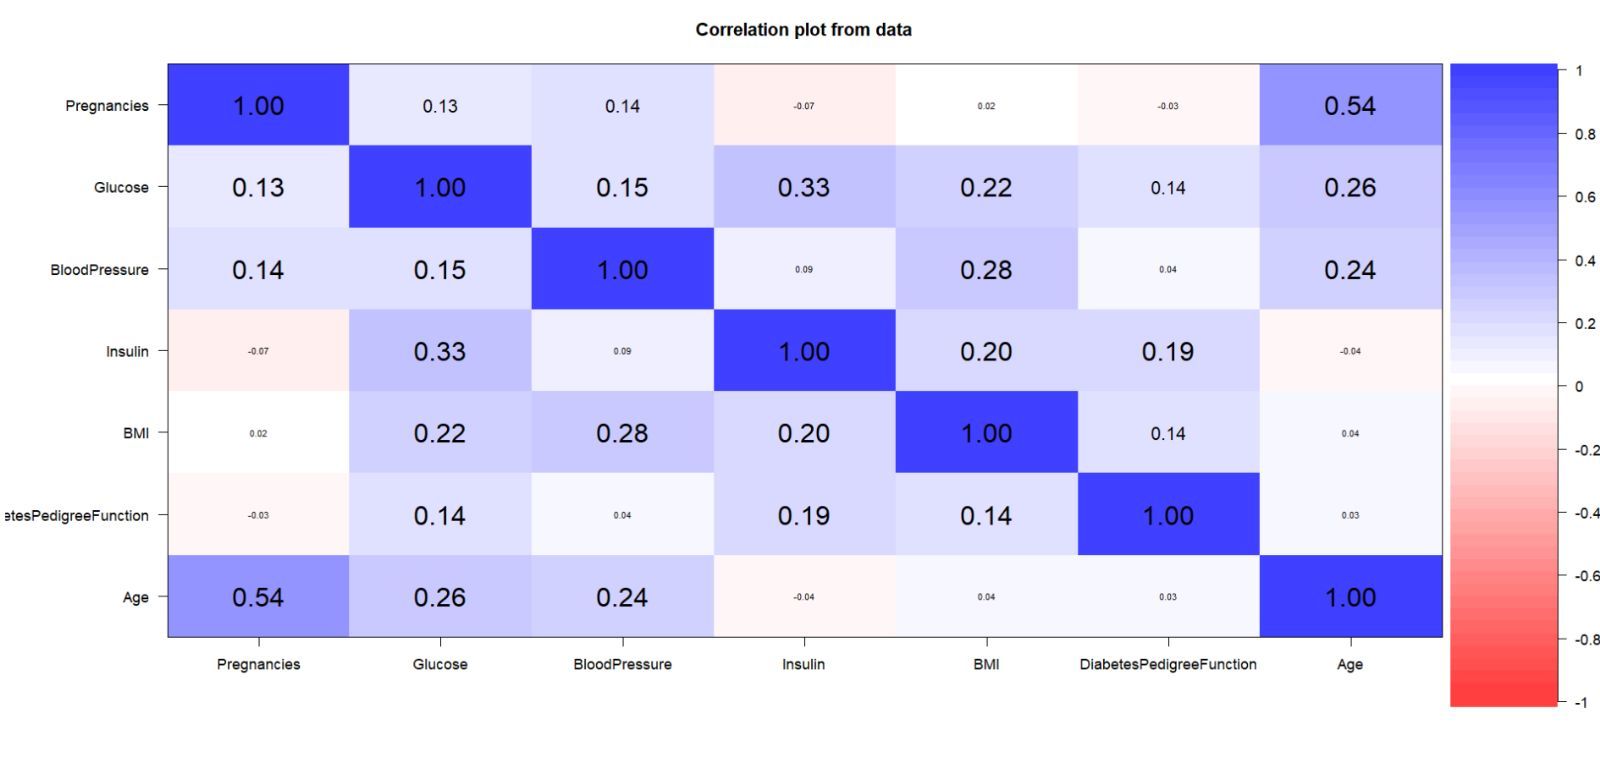 Correlation plot from data
Pregnancies 1.00 0.13 0.14 -0.07 0.02 -0.03 0.54
Glucose 0.13 1.00 0.15 0.33 0.22 0.14 0.26
BloodPressure 0.14 0.15 1.00 0.09 0.28 0.04 0.24
Insulin -0.07 0.33 0.09 1.00 0.20 0.19 -0.04
BMI 0.02 0.22 0.28 0.20 1.00 0.14 0.04
etesPedigreeFunction -0.03 0.14 0.04 0.19 0.14 1.00 0.03
Age 0.54 0.26 0.24 -0.04 0.04 0.03 1.00
Pregnancies Glucose BloodPressure Insulin BMI DiabetesPedigreeFunction Age
1
0.8
0.6
0.4
0.2
0
-0.2
-0.4
-0.6
-0.8
-1